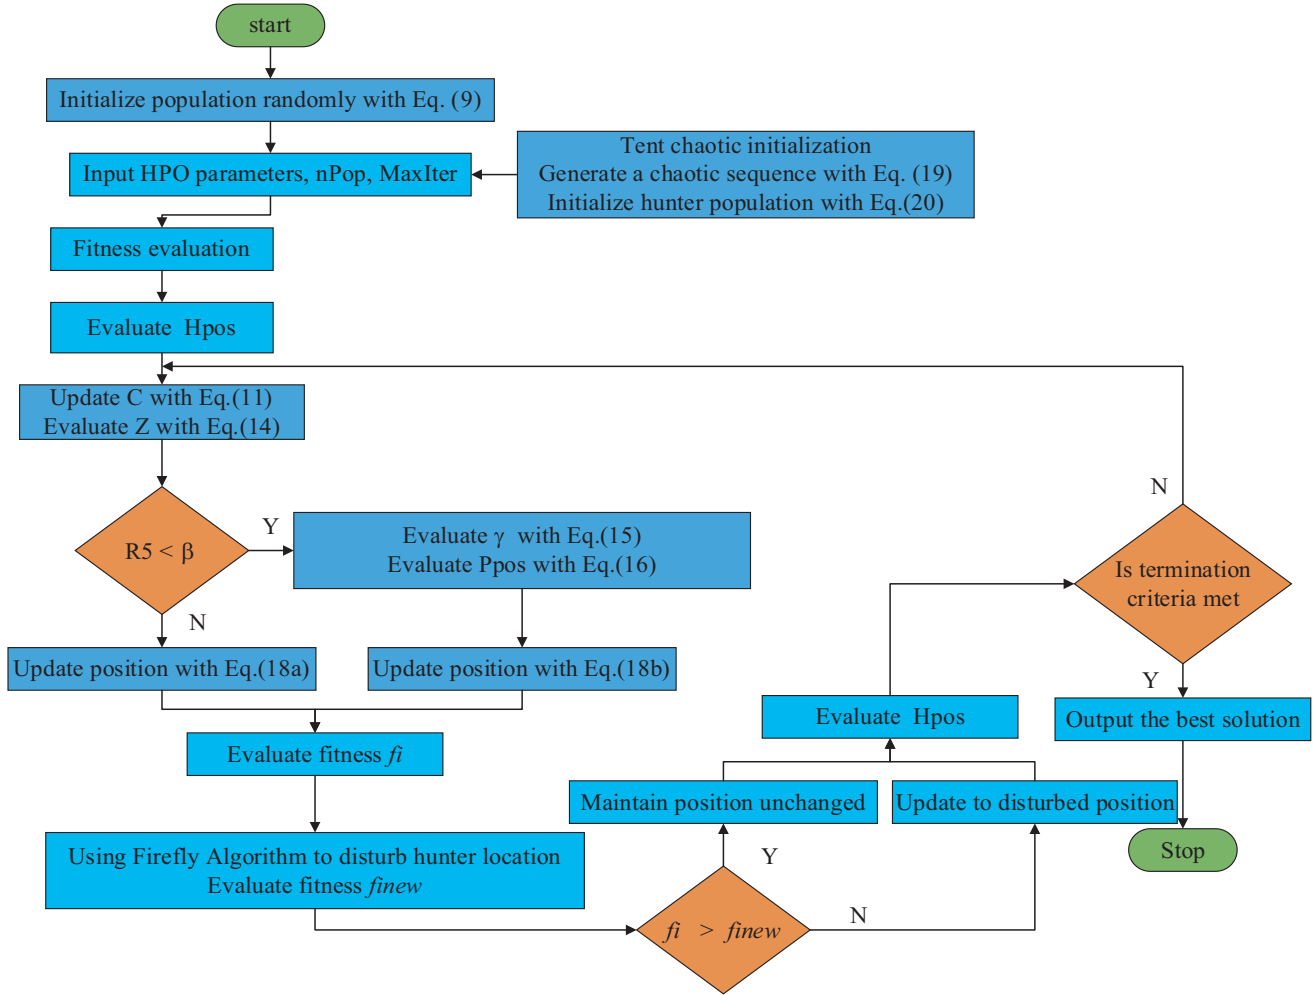 start
Initialize population randomly with Eq. (9)
Tent chaotic initialization
Generate a chaotic sequence with Eq. (19)
Initialize hunter population with Eq.(20)
Input HPO parameters, nPop, MaxIter
Fitness evaluation
Evaluate Hpos
Update C with Eq.(11)
Evaluate Z with Eq.(14)
R5 < β
Y
N
Evaluate γ with Eq.(15)
Evaluate Ppos with Eq.(16)
Update position with Eq.(18a)
Update position with Eq.(18b)
Evaluate fitness fi
Using Firefly Algorithm to disturb hunter location
Evaluate fitness finew
fi > finew
Y
N
Maintain position unchanged
Update to disturbed position
Evaluate Hpos
Is termination
criteria met
N
Y
Output the best solution
Stop